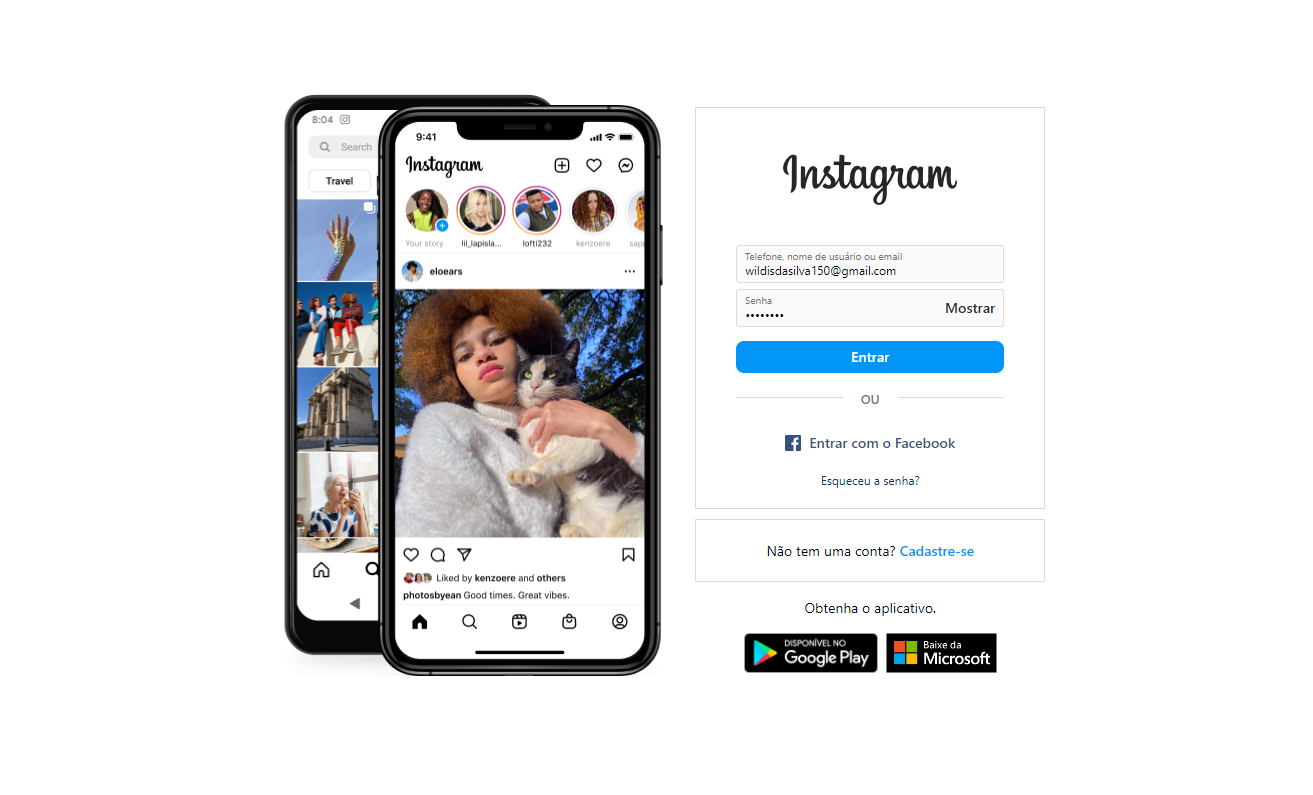 8:04
Search
Travel
9:41
Instagram
Your story
lil_lapisla...
lofti232
kenzoere
sapp
eloears
Liked by kenzoere and others
photosbyean Good times. Great vibes.
Instagram
Telefone, nome de usuário ou email
wildisdasilva150@gmail.com
Senha
••••••••
Mostrar
Entrar
OU
Entrar com o Facebook
Esqueceu a senha?
Não tem uma conta? Cadastre-se
Obtenha o aplicativo.
DISPONÍVEL NO
Google Play
Baixe da
Microsoft